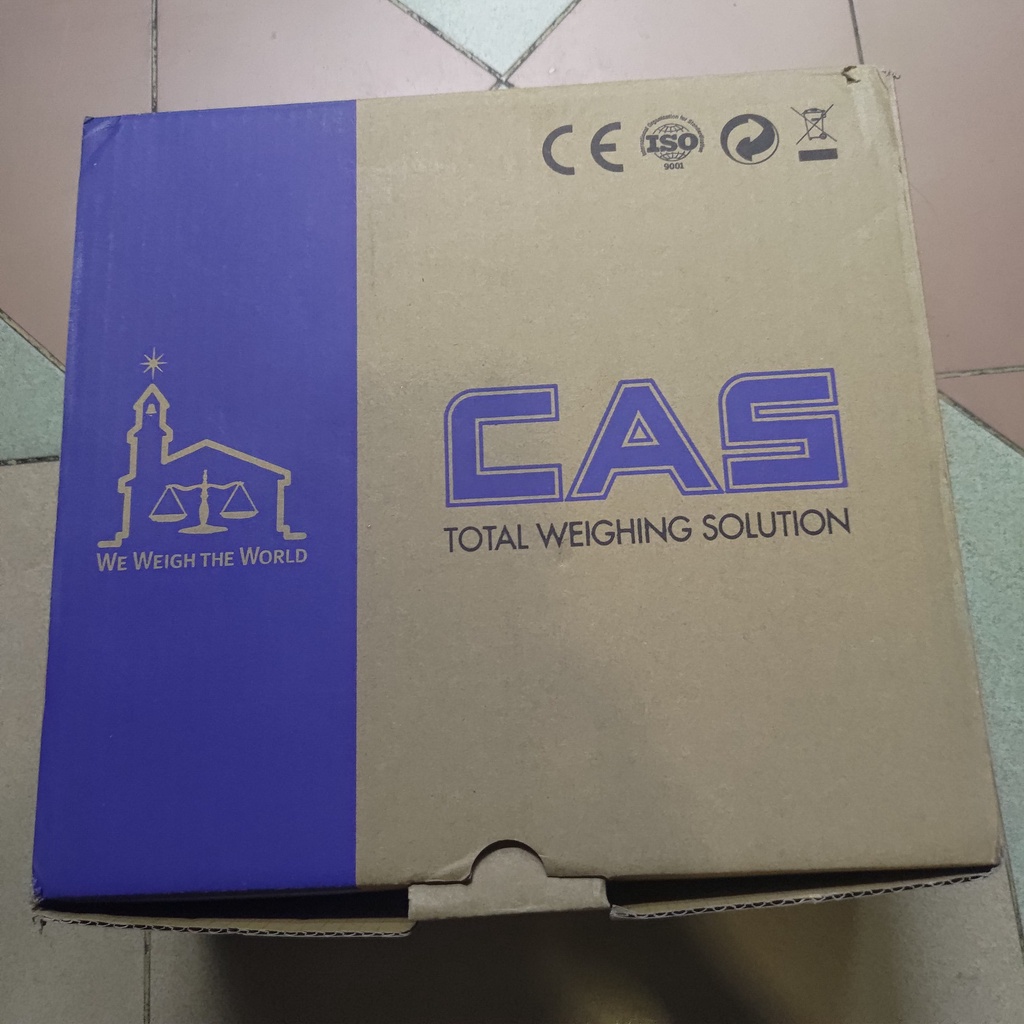 CE
ISO
9001
CAS
TOTAL WEIGHING SOLUTION
WE WEIGH THE WORLD